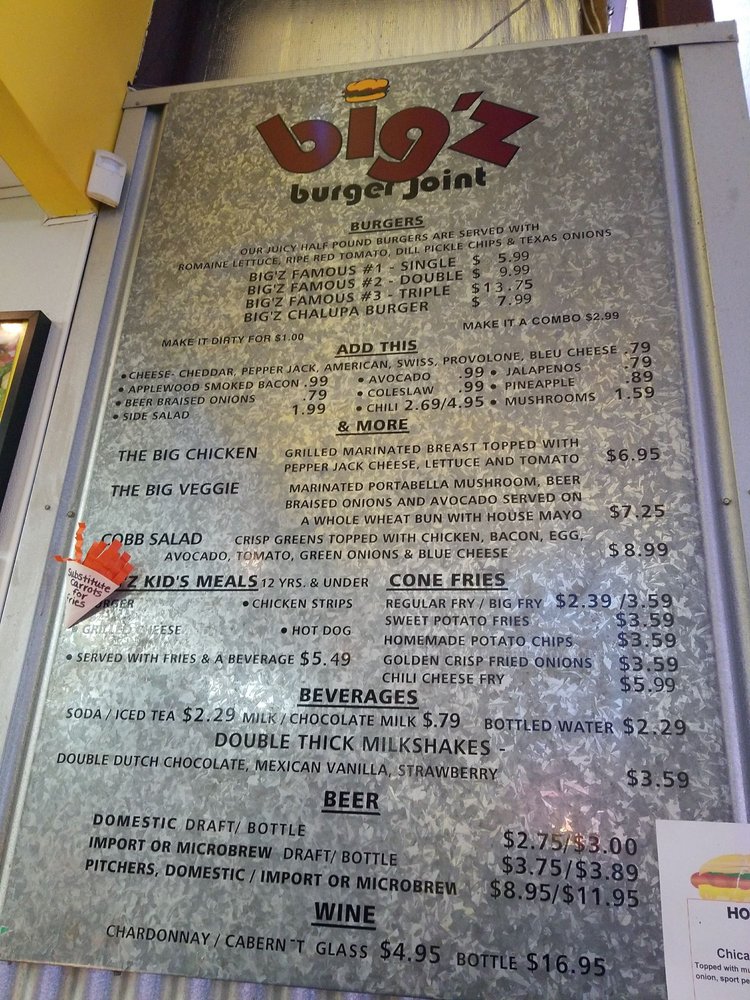 big'z
burger joint
BURGERS
OUR JUICY HALF POUND BURGERS ARE SERVED WITH
ROMAINE LETTUCE, RIPE RED TOMATO, DILL PICKLE CHIPS & TEXAS ONIONS
BIG'Z FAMOUS #1 - SINGLE $ 5.99
BIG'Z FAMOUS #2 - DOUBLE $ 9.99
BIG'Z FAMOUS #3 - TRIPLE $13.75
BIG'Z CHALUPA BURGER $ 7.99
MAKE IT DIRTY FOR $1.00 MAKE IT A COMBO $2.99
ADD THIS
• CHEESE- CHEDDAR, PEPPER JACK, AMERICAN, SWISS, PROVOLONE, BLEU CHEESE .79
• APPLEWOOD SMOKED BACON .99 • AVOCADO .99 • JALAPENOS .79
• BEER BRAISED ONIONS .79 • COLESLAW .99 • PINEAPPLE .89
• SIDE SALAD 1.99 • CHILI 2.69/4.95 • MUSHROOMS 1.59
& MORE
THE BIG CHICKEN GRILLED MARINATED BREAST TOPPED WITH
PEPPER JACK CHEESE, LETTUCE AND TOMATO $6.95
THE BIG VEGGIE MARINATED PORTABELLA MUSHROOM, BEER
BRAISED ONIONS AND AVOCADO SERVED ON
A WHOLE WHEAT BUN WITH HOUSE MAYO $7.25
COBB SALAD CRISP GREENS TOPPED WITH CHICKEN, BACON, EGG,
AVOCADO, TOMATO, GREEN ONIONS & BLUE CHEESE $8.99
Substitute
carrots
for
fries
Z KID'S MEALS 12 YRS. & UNDER
• CHICKEN STRIPS
GRILLED CHEESE • HOT DOG
• SERVED WITH FRIES & A BEVERAGE $5.49
CONE FRIES
REGULAR FRY / BIG FRY $2.39 /3.59
SWEET POTATO FRIES $3.59
HOMEMADE POTATO CHIPS $3.59
GOLDEN CRISP FRIED ONIONS $3.59
CHILI CHEESE FRY $5.99
BEVERAGES
SODA / ICED TEA $2.29 MILK / CHOCOLATE MILK $.79 BOTTLED WATER $2.29
DOUBLE THICK MILKSHAKES -
DOUBLE DUTCH CHOCOLATE, MEXICAN VANILLA, STRAWBERRY $3.59
BEER
DOMESTIC DRAFT/ BOTTLE $2.75/$3.00
IMPORT OR MICROBREW DRAFT/ BOTTLE $3.75/$3.89
PITCHERS, DOMESTIC / IMPORT OR MICROBREW $8.95/$11.95
WINE
CHARDONNAY / CABERN T GLASS $4.95 BOTTLE $16.95
HO
Chica
Topped with mu
onion, sport pe